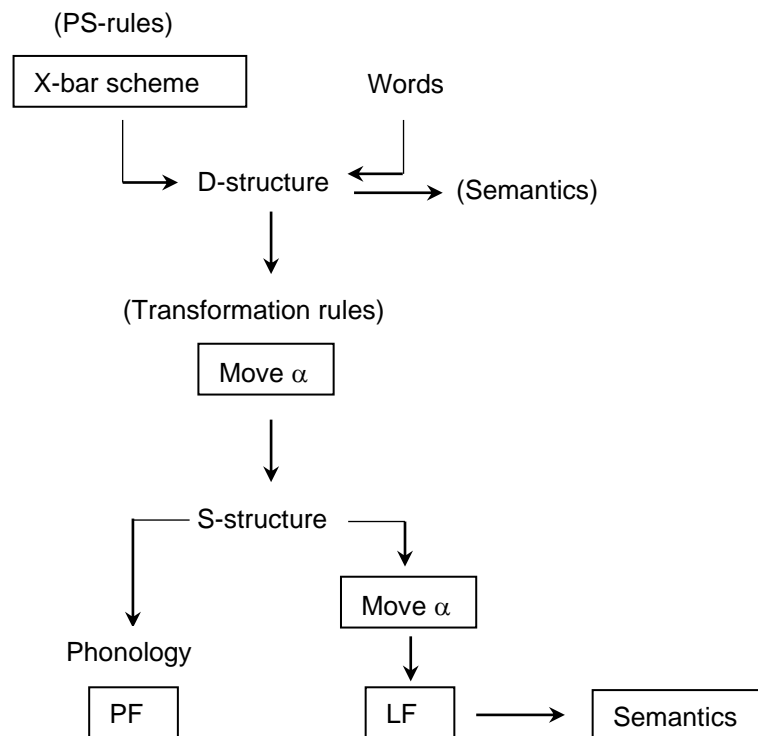 (PS-rules)
X-bar scheme
Words
D-structure
(Semantics)
(Transformation rules)
Move α
S-structure
Move α
Phonology
PF
LF
Semantics